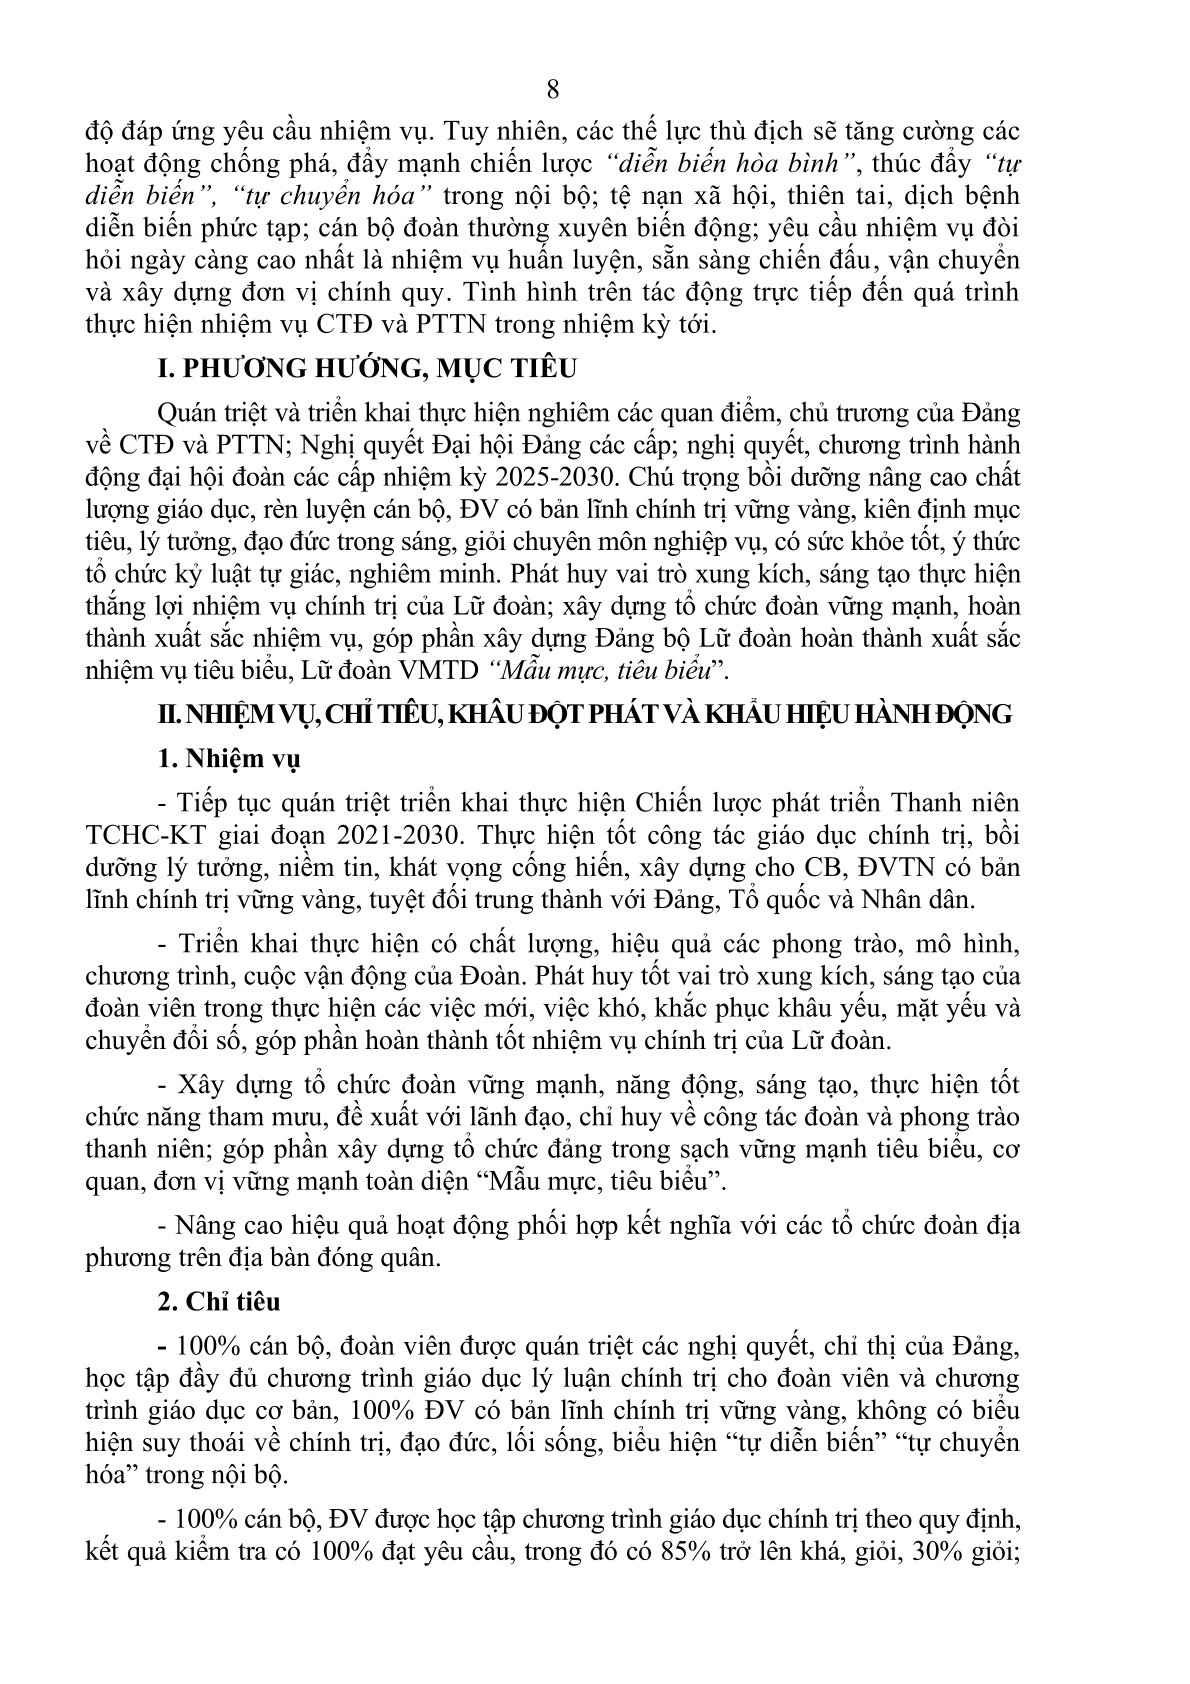 8
độ đáp ứng yêu cầu nhiệm vụ. Tuy nhiên, các thế lực thù địch sẽ tăng cường các
hoạt động chống phá, đẩy mạnh chiến lược “diễn biến hòa bình”, thúc đẩy “tự
diễn biến”, “tự chuyển hóa” trong nội bộ; tệ nạn xã hội, thiên tai, dịch bệnh
diễn biến phức tạp; cán bộ đoàn thường xuyên biến động; yêu cầu nhiệm vụ đòi
hỏi ngày càng cao nhất là nhiệm vụ huấn luyện, sẵn sàng chiến đấu, vận chuyển
và xây dựng đơn vị chính quy. Tình hình trên tác động trực tiếp đến quá trình
thực hiện nhiệm vụ CTĐ và PTTN trong nhiệm kỳ tới.
I. PHƯƠNG HƯỚNG, MỤC TIÊU
Quán triệt và triển khai thực hiện nghiêm các quan điểm, chủ trương của Đảng
về CTĐ và PTTN; Nghị quyết Đại hội Đảng các cấp; nghị quyết, chương trình hành
động đại hội đoàn các cấp nhiệm kỳ 2025-2030. Chú trọng bồi dưỡng nâng cao chất
lượng giáo dục, rèn luyện cán bộ, ĐV có bản lĩnh chính trị vững vàng, kiên định mục
tiêu, lý tưởng, đạo đức trong sáng, giỏi chuyên môn nghiệp vụ, có sức khỏe tốt, ý thức
tổ chức kỷ luật tự giác, nghiêm minh. Phát huy vai trò xung kích, sáng tạo thực hiện
thắng lợi nhiệm vụ chính trị của Lữ đoàn; xây dựng tổ chức đoàn vững mạnh, hoàn
thành xuất sắc nhiệm vụ, góp phần xây dựng Đảng bộ Lữ đoàn hoàn thành xuất sắc
nhiệm vụ tiêu biểu, Lữ đoàn VMTD “Mẫu mực, tiêu biểu”.
II. NHIỆM VỤ, CHỈ TIÊU, KHÂU ĐỘT PHÁT VÀ KHẨU HIỆU HÀNH ĐỘNG
1. Nhiệm vụ
- Tiếp tục quán triệt triển khai thực hiện Chiến lược phát triển Thanh niên
TCHC-KT giai đoạn 2021-2030. Thực hiện tốt công tác giáo dục chính trị, bồi
dưỡng lý tưởng, niềm tin, khát vọng cống hiến, xây dựng cho CB, ĐVTN có bản
lĩnh chính trị vững vàng, tuyệt đối trung thành với Đảng, Tổ quốc và Nhân dân.
- Triển khai thực hiện có chất lượng, hiệu quả các phong trào, mô hình,
chương trình, cuộc vận động của Đoàn. Phát huy tốt vai trò xung kích, sáng tạo của
đoàn viên trong thực hiện các việc mới, việc khó, khắc phục khâu yếu, mặt yếu và
chuyển đổi số, góp phần hoàn thành tốt nhiệm vụ chính trị của Lữ đoàn.
- Xây dựng tổ chức đoàn vững mạnh, năng động, sáng tạo, thực hiện tốt
chức năng tham mưu, đề xuất với lãnh đạo, chỉ huy về công tác đoàn và phong trào
thanh niên; góp phần xây dựng tổ chức đảng trong sạch vững mạnh tiêu biểu, cơ
quan, đơn vị vững mạnh toàn diện “Mẫu mực, tiêu biểu”.
- Nâng cao hiệu quả hoạt động phối hợp kết nghĩa với các tổ chức đoàn địa
phương trên địa bàn đóng quân.
2. Chỉ tiêu
- 100% cán bộ, đoàn viên được quán triệt các nghị quyết, chỉ thị của Đảng,
học tập đầy đủ chương trình giáo dục lý luận chính trị cho đoàn viên và chương
trình giáo dục cơ bản, 100% ĐV có bản lĩnh chính trị vững vàng, không có biểu
hiện suy thoái về chính trị, đạo đức, lối sống, biểu hiện “tự diễn biến” “tự chuyển
hóa” trong nội bộ.
- 100% cán bộ, ĐV được học tập chương trình giáo dục chính trị theo quy định,
kết quả kiểm tra có 100% đạt yêu cầu, trong đó có 85% trở lên khá, giỏi, 30% giỏi;